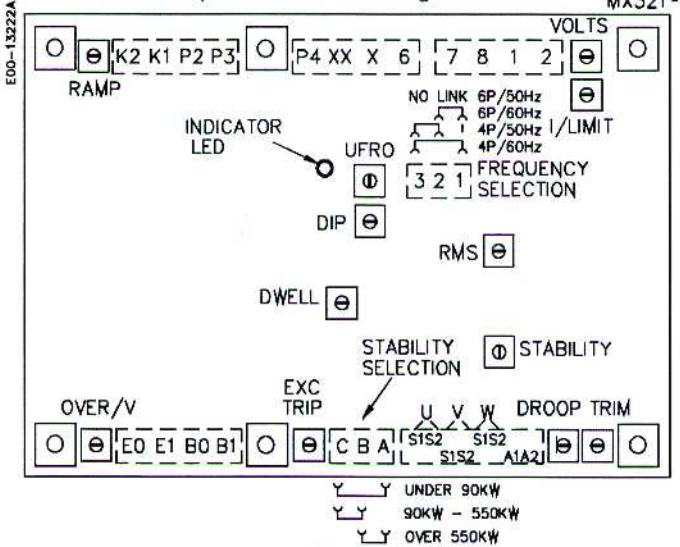 MX321-
E00-13222A
VOLTS
K2 K1 P2 P3
P4 XX X 6
7 8 1 2
RAMP
NO LINK 6P/50Hz
6P/60Hz
4P/50Hz
4P/60Hz
I/LIMIT
INDICATOR
LED
UFRO
3 2 1
FREQUENCY
SELECTION
DIP
RMS
DWELL
STABILITY
SELECTION
STABILITY
EXC
TRIP
OVER/V
U V W
DROOP TRIM
E0 E1 B0 B1
C B A
S1S2 S1S2
S1S2 A1A2
UNDER 90KW
90KW - 550KW
OVER 550KW